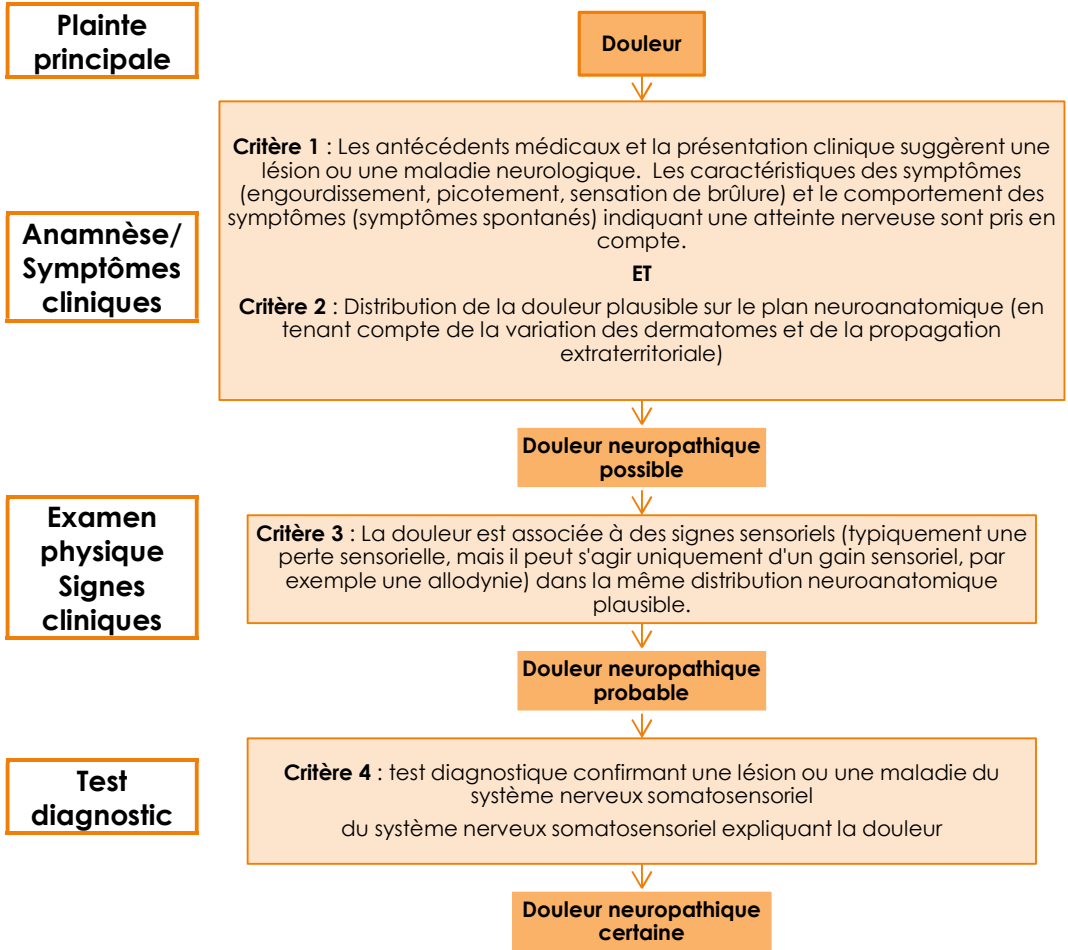 Plainte
principale
Douleur
Critère 1 : Les antécédents médicaux et la présentation clinique suggèrent une
lésion ou une maladie neurologique. Les caractéristiques des symptômes
(engourdissement, picotement, sensation de brûlure) et le comportement des
symptômes (symptômes spontanés) indiquant une atteinte nerveuse sont pris en
compte.
ET
Critère 2 : Distribution de la douleur plausible sur le plan neuroanatomique (en
tenant compte de la variation des dermatomes et de la propagation
extraterritoriale)
Anamnèse/
Symptômes
cliniques
Douleur neuropathique
possible
Examen
physique
Signes
cliniques
Critère 3 : La douleur est associée à des signes sensoriels (typiquement une
perte sensorielle, mais il peut s'agir uniquement d'un gain sensoriel, par
exemple une allodynie) dans la même distribution neuroanatomique
plausible.
Douleur neuropathique
probable
Test
diagnostic
Critère 4 : test diagnostique confirmant une lésion ou une maladie du
système nerveux somatosensoriel
du système nerveux somatosensoriel expliquant la douleur
Douleur neuropathique
certaine